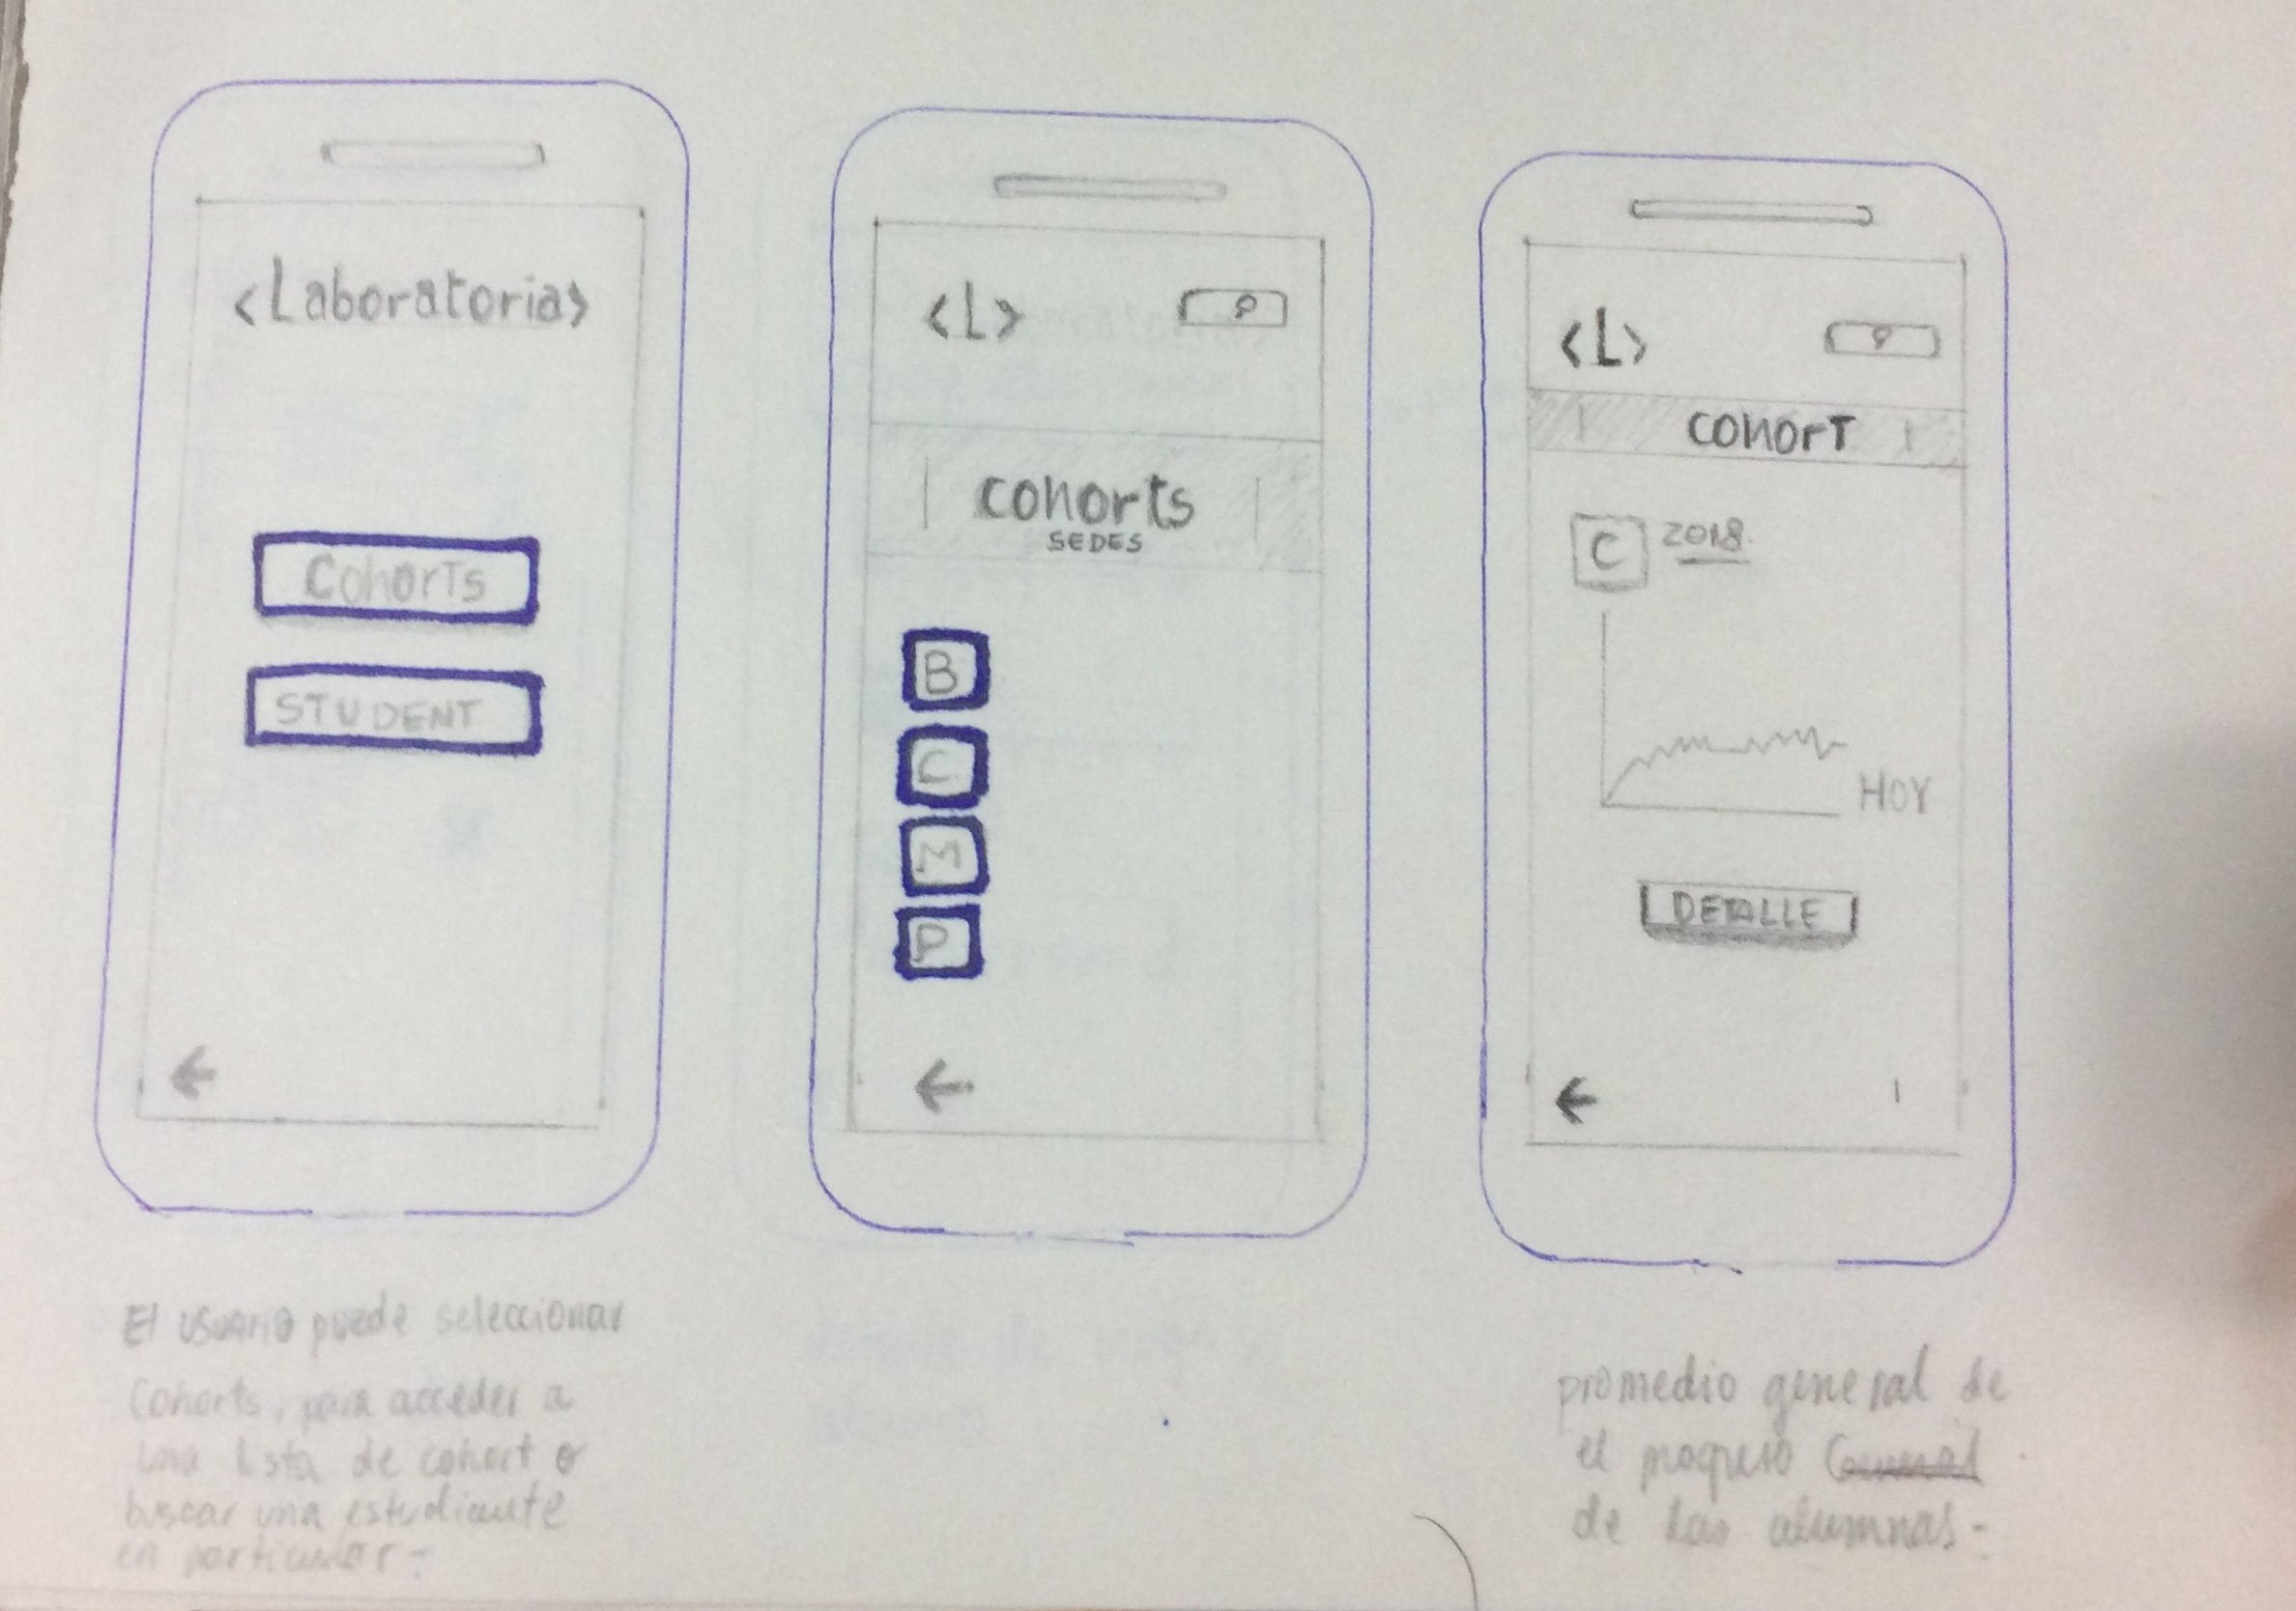 <Laboratoria>
Cohorts
STUDENT
<L>
cohorts
SEDES
B
C
M
P
<L>
COHORT
C 2018
HOY
DETALLE
El usuario puede seleccionar
Cohorts, para acceder a
una lista de cohort o
buscar una estudiante
en particular-
promedio general de
el progreso General
de las alumnas-